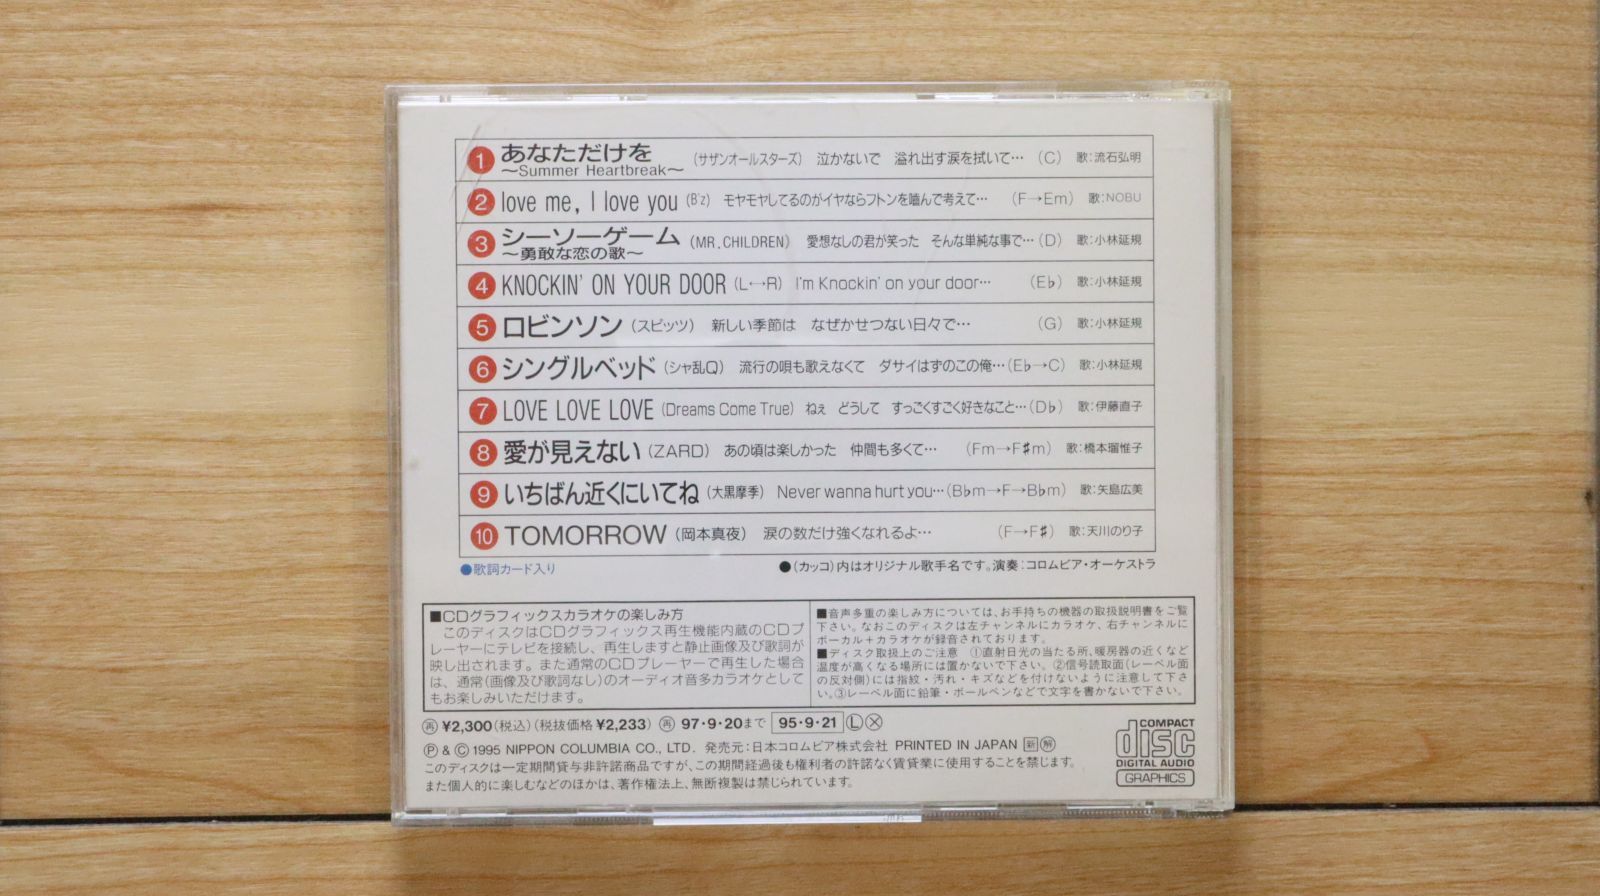 1 あなただけを (サザンオールスターズ) 泣かないで 溢れ出す涙を拭いて… (C) 歌:流石弘明
～Summer Heartbreak～
2 love me, I love you (B'z) モヤモヤしてるのがイヤならフトンを噛んで考えて… (F→Em) 歌:NOBU
3 シーソーゲーム (MR.CHILDREN) 愛想なしの君が笑った そんな単純な事で… (D) 歌:小林延規
～勇敢な恋の歌～
4 KNOCKIN' ON YOUR DOOR (L↔R) I'm Knockin' on your door… (E♭) 歌:小林延規
5 ロビンソン (スピッツ) 新しい季節は なぜかせつない日々で… (G) 歌:小林延規
6 シングルベッド (シャ乱Q) 流行の唄も歌えなくて ダサイはずのこの俺… (E♭→C) 歌:小林延規
7 LOVE LOVE LOVE (Dreams Come True) ねぇ どうして すっごくすごく好きなこと… (D♭) 歌:伊藤直子
8 愛が見えない (ZARD) あの頃は楽しかった 仲間も多くて… (Fm→F♯m) 歌:橋本瑠惟子
9 いちばん近くにいてね (大黒摩季) Never wanna hurt you… (B♭m→F→B♭m) 歌:矢島広美
10 TOMORROW (岡本真夜) 涙の数だけ強くなれるよ… (F→F♯) 歌:天川のり子
●歌詞カード入り ●(カッコ)内はオリジナル歌手名です。演奏:コロムビア・オーケストラ
■CDグラフィックスカラオケの楽しみ方
このディスクはCDグラフィックス再生機能内蔵のCDプ
レーヤーにテレビを接続し、再生しますと静止画像及び歌詞が
映し出されます。また通常のCDプレーヤーで再生した場合
は、通常(画像及び歌詞なし)のオーディオ音多カラオケとして
もお楽しみいただけます。
■音声多重の楽しみ方については、お手持ちの機器の取扱説明書をご覧
下さい。なおこのディスクは左チャンネルにカラオケ、右チャンネルに
ボーカル+カラオケが録音されております。
■ディスク取扱上のご注意 ①直射日光の当たる所、暖房器の近くなど
温度が高くなる場所には置かないで下さい。②信号読取面(レーベル面
の反対側)には指紋・汚れ・キズなどを付けないように注意して下さ
い。③レーベル面に鉛筆・ボールペンなどで文字を書かないで下さい。
再 ¥2,300(税込)(税抜価格¥2,233) 再 97・9・20まで 95・9・21 Ⓛ Ⓧ
Ⓟ & © 1995 NIPPON COLUMBIA CO., LTD. 発売元:日本コロムビア株式会社 PRINTED IN JAPAN 新 解
このディスクは一定期間貸与非許諾商品ですが、この期間経過後も権利者の許諾なく賃貸業に使用することを禁じます。
また個人的に楽しむなどのほかは、著作権法上、無断複製は禁じられています。
COMPACT
disc
DIGITAL AUDIO
GRAPHICS